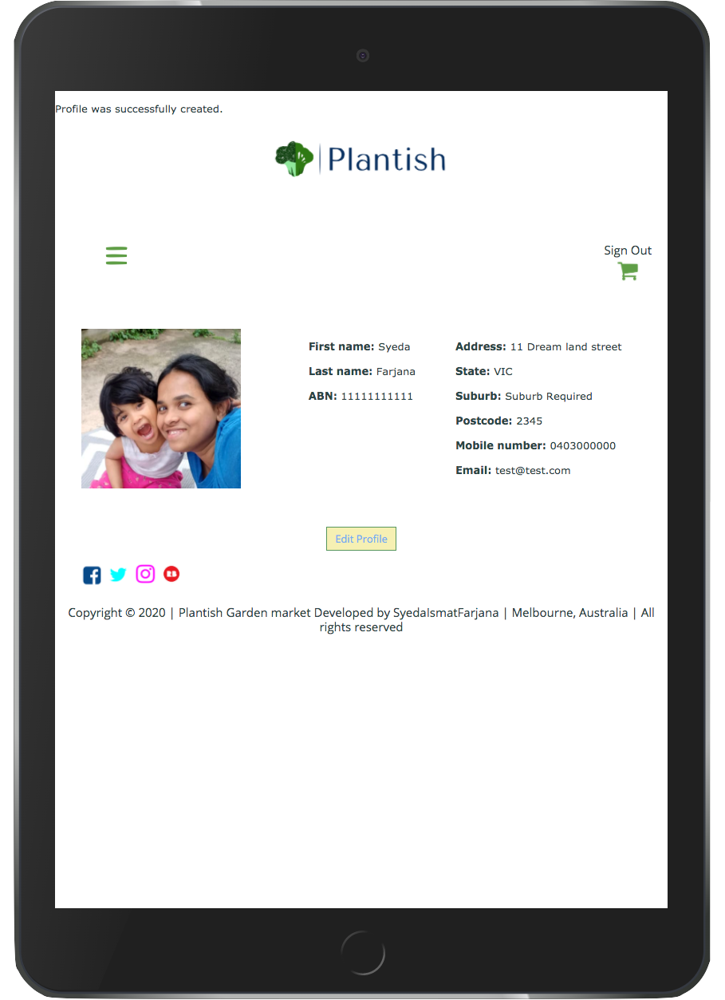 Profile was successfully created.
Plantish
Sign Out
First name: Syeda
Last name: Farjana
ABN: 11111111111
Address: 11 Dream land street
State: VIC
Suburb: Suburb Required
Postcode: 2345
Mobile number: 0403000000
Email: test@test.com
Edit Profile
RB
Copyright © 2020 | Plantish Garden market Developed by SyedaIsmatFarjana | Melbourne, Australia | All
rights reserved